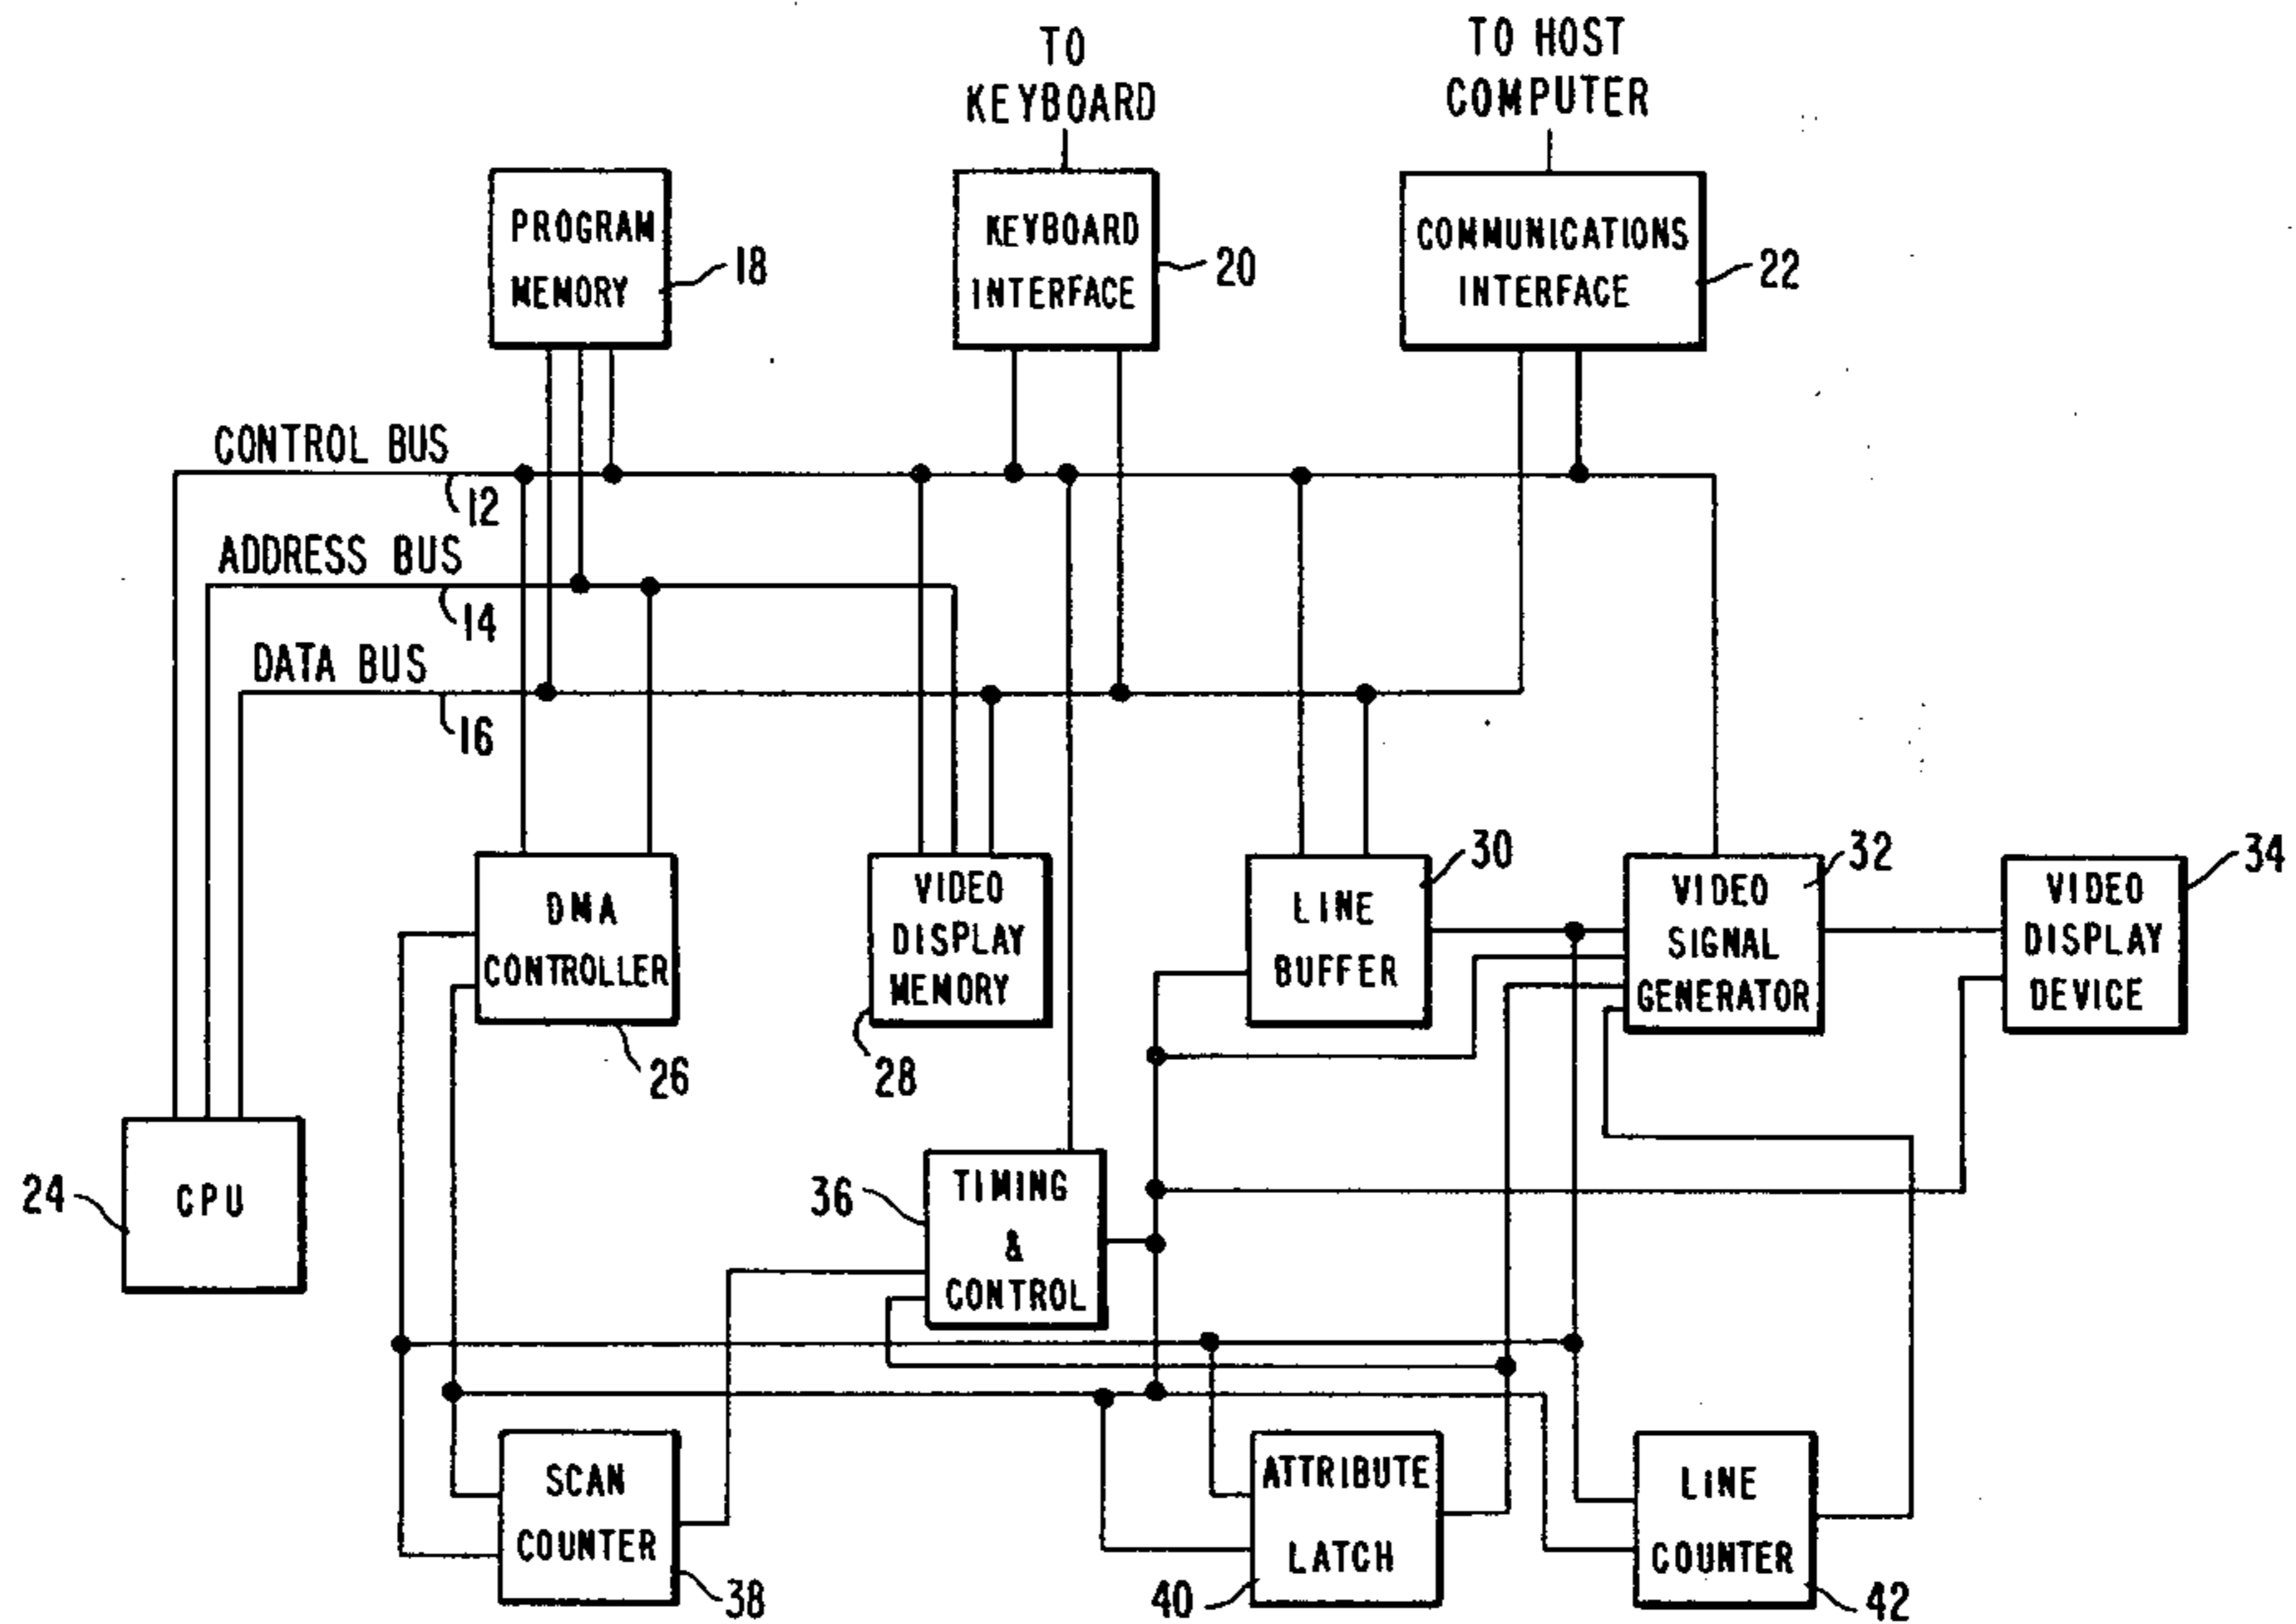 TO
KEYBOARD
TO HOST
COMPUTER
PROGRAM
MEMORY
18
KEYBOARD
INTERFACE
20
COMMUNICATIONS
INTERFACE
22
CONTROL BUS
12
ADDRESS BUS
14
DATA BUS
16
DMA
CONTROLLER
26
VIDEO
DISPLAY
MEMORY
28
LINE
BUFFER
30
VIDEO
SIGNAL
GENERATOR
32
VIDEO
DISPLAY
DEVICE
34
CPU
24
TIMING
&
CONTROL
36
SCAN
COUNTER
38
ATTRIBUTE
LATCH
40
LINE
COUNTER
42